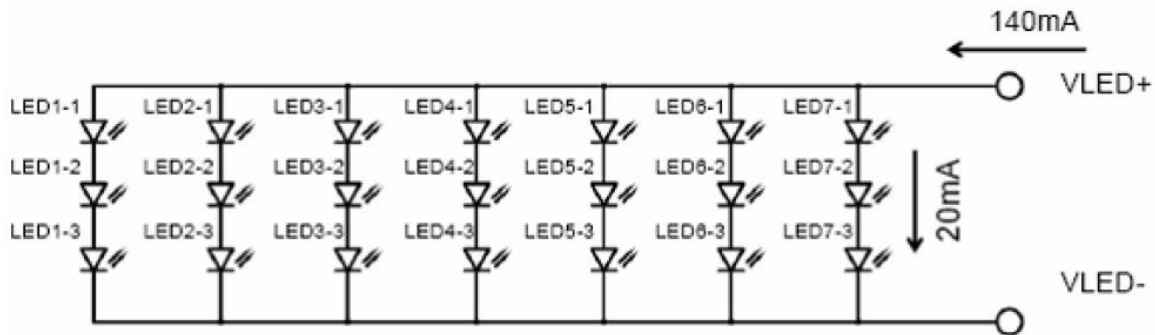 140mA
VLED+
LED1-1 LED2-1 LED3-1 LED4-1 LED5-1 LED6-1 LED7-1
LED1-2 LED2-2 LED3-2 LED4-2 LED5-2 LED6-2 LED7-2
20mA
LED1-3 LED2-3 LED3-3 LED4-3 LED5-3 LED6-3 LED7-3
VLED-